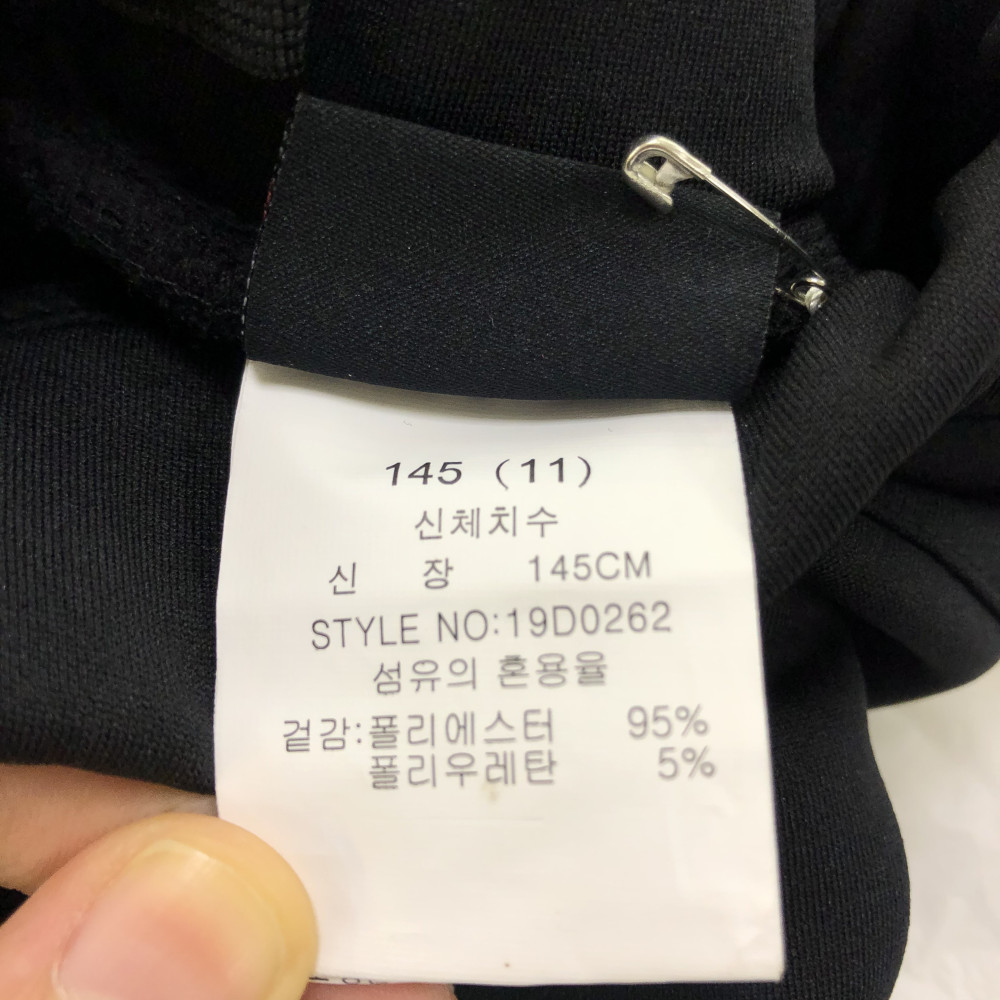 145 (11)
신체치수
신 장 145CM
STYLE NO:19D0262
섬유의 혼용율
겉감:폴리에스터 95%
폴리우레탄 5%